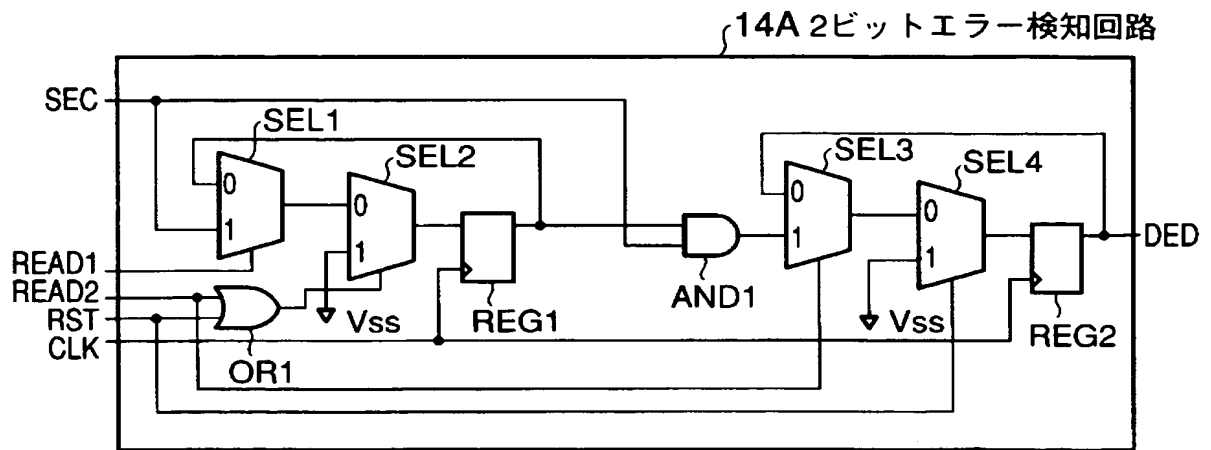 14A 2ビットエラー検知回路
SEC
SEL1
SEL2
SEL3
SEL4
0
1
0
1
0
1
0
1
READ1
READ2
RST
CLK
OR1
Vss
REG1
AND1
Vss
REG2
DED